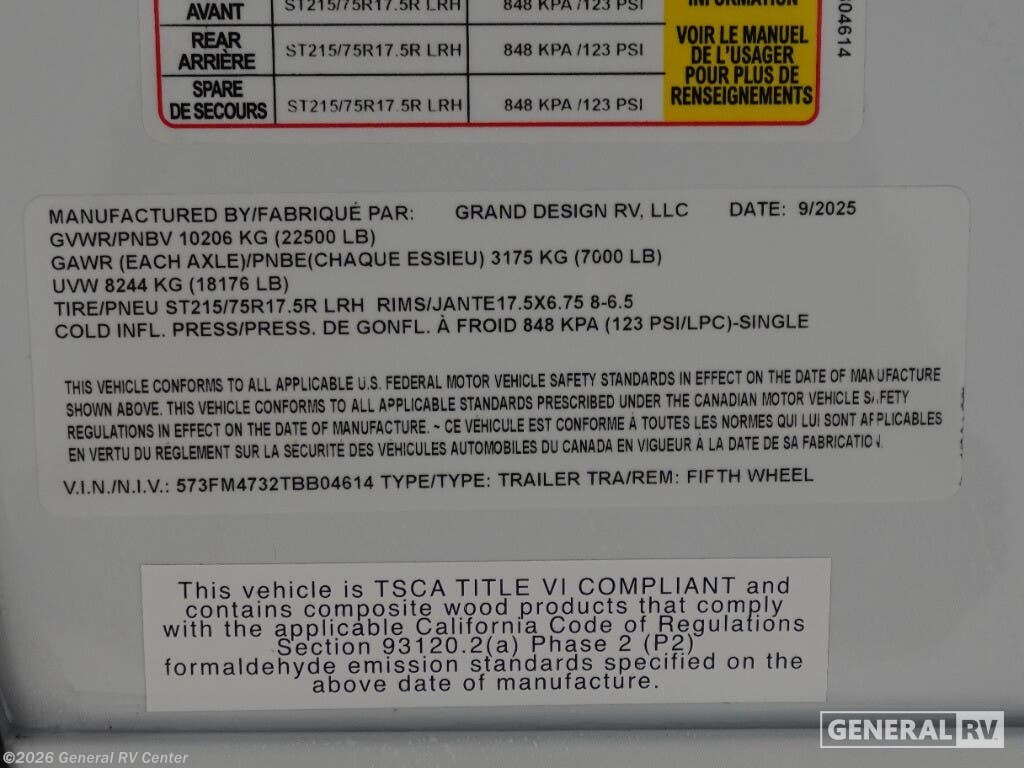 AVANT ST215/75R17.5R LRH 848 KPA /123 PSI INFORMATION
REAR
ARRIÈRE ST215/75R17.5R LRH 848 KPA /123 PSI
SPARE
DE SECOURS ST215/75R17.5R LRH 848 KPA /123 PSI
VOIR LE MANUEL
DE L'USAGER
POUR PLUS DE
RENSEIGNEMENTS
04614
MANUFACTURED BY/FABRIQUÉ PAR: GRAND DESIGN RV, LLC DATE: 9/2025
GVWR/PNBV 10206 KG (22500 LB)
GAWR (EACH AXLE)/PNBE(CHAQUE ESSIEU) 3175 KG (7000 LB)
UVW 8244 KG (18176 LB)
TIRE/PNEU ST215/75R17.5R LRH RIMS/JANTE17.5X6.75 8-6.5
COLD INFL. PRESS/PRESS. DE GONFL. À FROID 848 KPA (123 PSI/LPC)-SINGLE
THIS VEHICLE CONFORMS TO ALL APPLICABLE U.S. FEDERAL MOTOR VEHICLE SAFETY STANDARDS IN EFFECT ON THE DATE OF MANUFACTURE
SHOWN ABOVE. THIS VEHICLE CONFORMS TO ALL APPLICABLE STANDARDS PRESCRIBED UNDER THE CANADIAN MOTOR VEHICLE SAFETY
REGULATIONS IN EFFECT ON THE DATE OF MANUFACTURE. ~ CE VÉHICULE EST CONFORME À TOUTES LES NORMES QUI LUI SONT APPLICABLES
EN VERTU DU RÈGLEMENT SUR LA SÉCURITÉ DES VÉHICULES AUTOMOBILES DU CANADA EN VIGUEUR À LA DATE DE SA FABRICATION.
V.I.N./N.I.V.: 573FM4732TBB04614 TYPE/TYPE: TRAILER TRA/REM: FIFTH WHEEL
This vehicle is TSCA TITLE VI COMPLIANT and
contains composite wood products that comply
with the applicable California Code of Regulations
Section 93120.2(a) Phase 2 (P2)
formaldehyde emission standards specified on the
above date of manufacture.
GENERAL RV
©2026 General RV Center